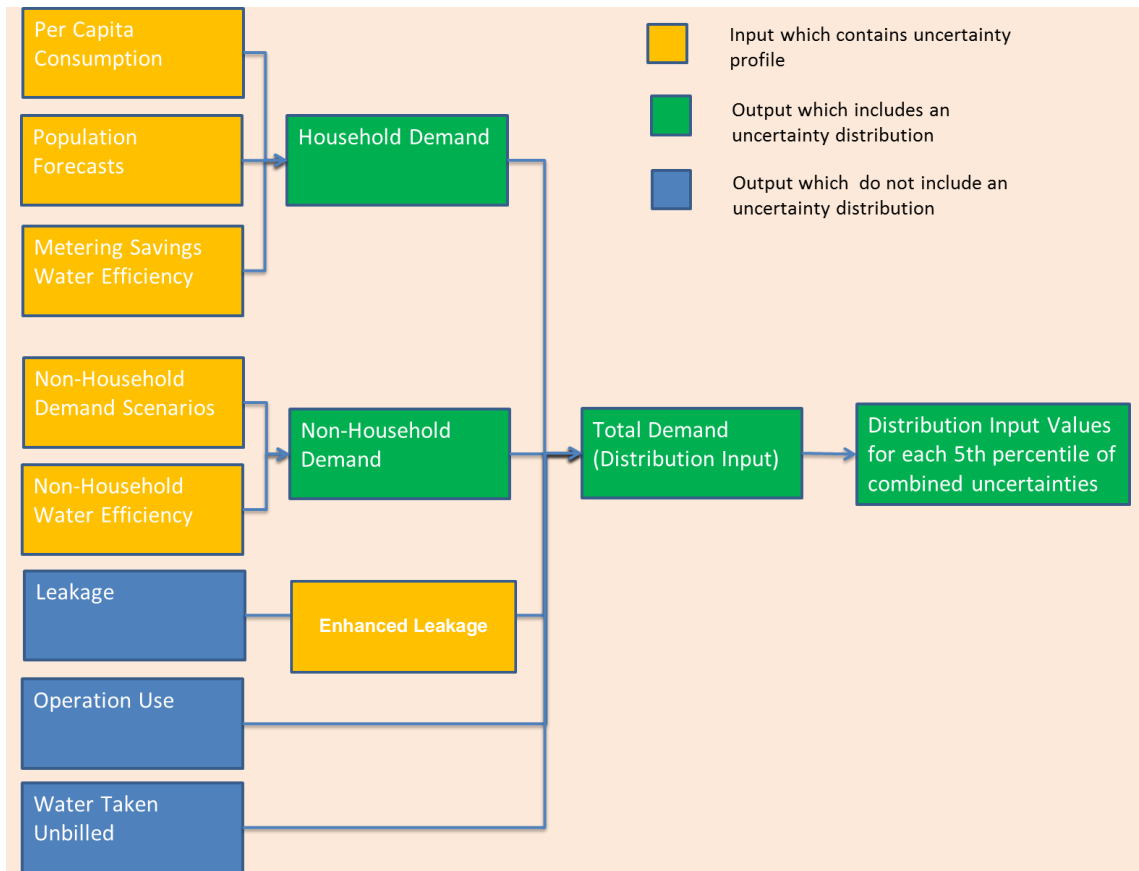 Per Capita
Consumption
Population
Forecasts
Metering Savings
Water Efficiency
Non-Household
Demand Scenarios
Non-Household
Water Efficiency
Leakage
Operation Use
Water Taken
Unbilled
Household Demand
Non-Household
Demand
Enhanced Leakage
Total Demand
(Distribution Input)
Distribution Input Values
for each 5th percentile of
combined uncertainties
Input which contains uncertainty
profile
Output which includes an
uncertainty distribution
Output which do not include an
uncertainty distribution